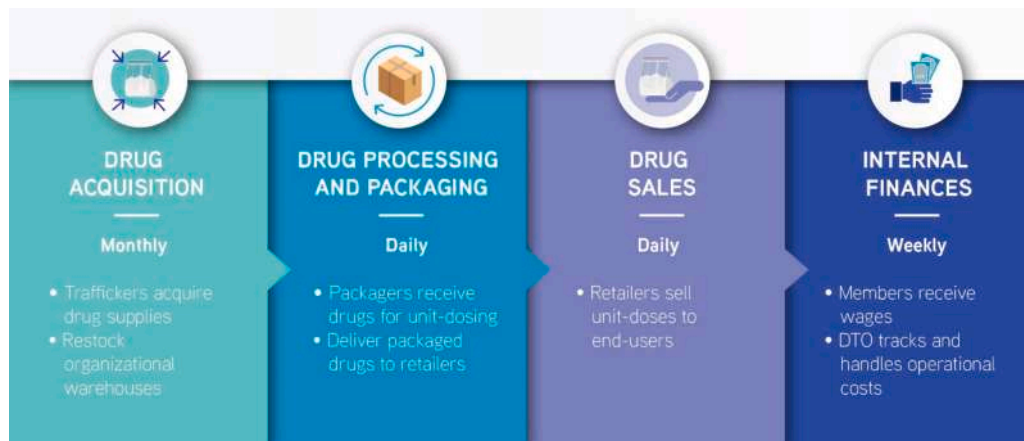 DRUG
ACQUISITION
Monthly
• Traffickers acquire
drug supplies
• Restock
organizational
warehouses
DRUG PROCESSING
AND PACKAGING
Daily
• Packagers receive
drugs for unit-dosing
• Deliver packaged
drugs to retailers
DRUG
SALES
Daily
• Retailers sell
unit-doses to
end-users
INTERNAL
FINANCES
Weekly
• Members receive
wages
• DTO tracks and
handles operational
costs